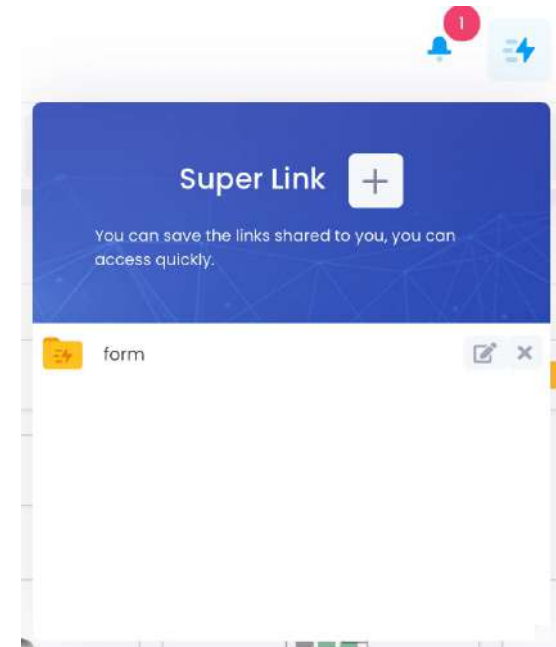 1
Super Link
You can save the links shared to you, you can
access quickly.
form